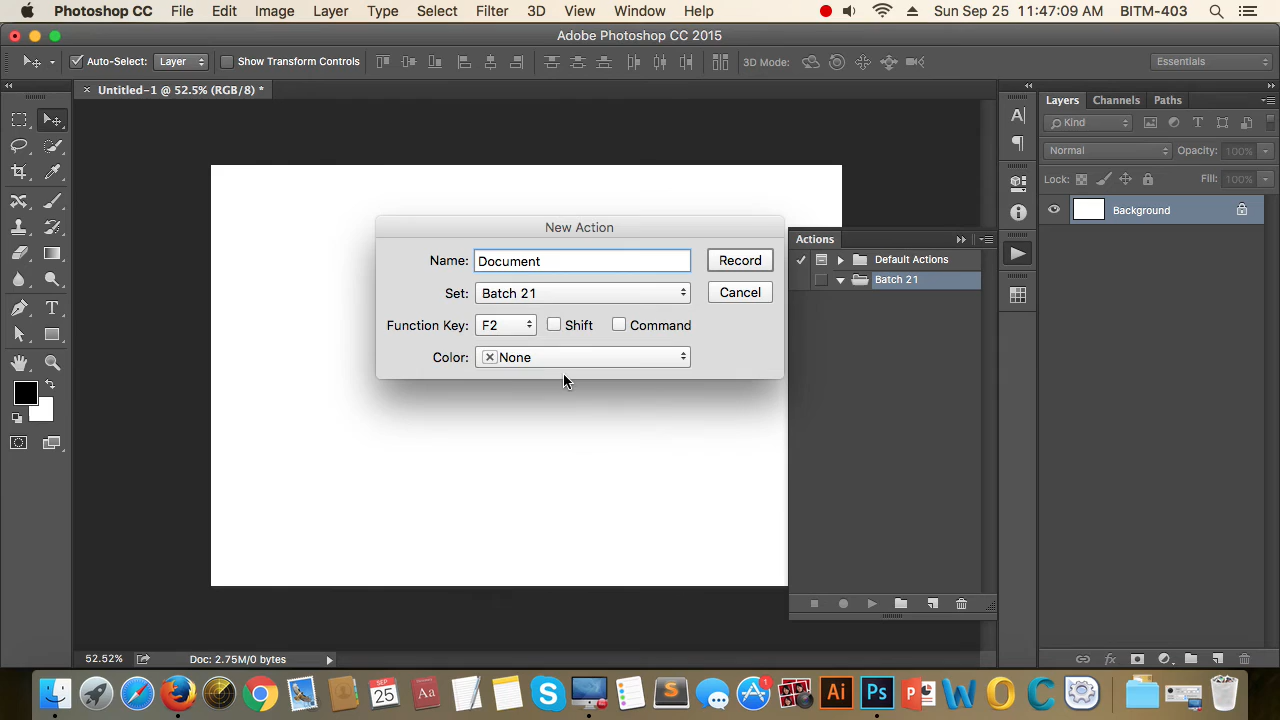 Photoshop CC File Edit Image Layer Type Select Filter 3D View Window Help Sun Sep 25 11:47:09 AM BITM-403
Adobe Photoshop CC 2015
Auto-Select: Layer Show Transform Controls 3D Mode: Essentials
× Untitled-1 @ 52.5% (RGB/8) *
Layers Channels Paths
Kind
Normal Opacity: 100%
Lock: Fill: 100%
Background
New Action
Name: Document Record
Set: Batch 21 Cancel
Function Key: F2 Shift Command
Color: None
Actions
Default Actions
Batch 21
52.52% Doc: 2.75M/0 bytes
SEP
25
1